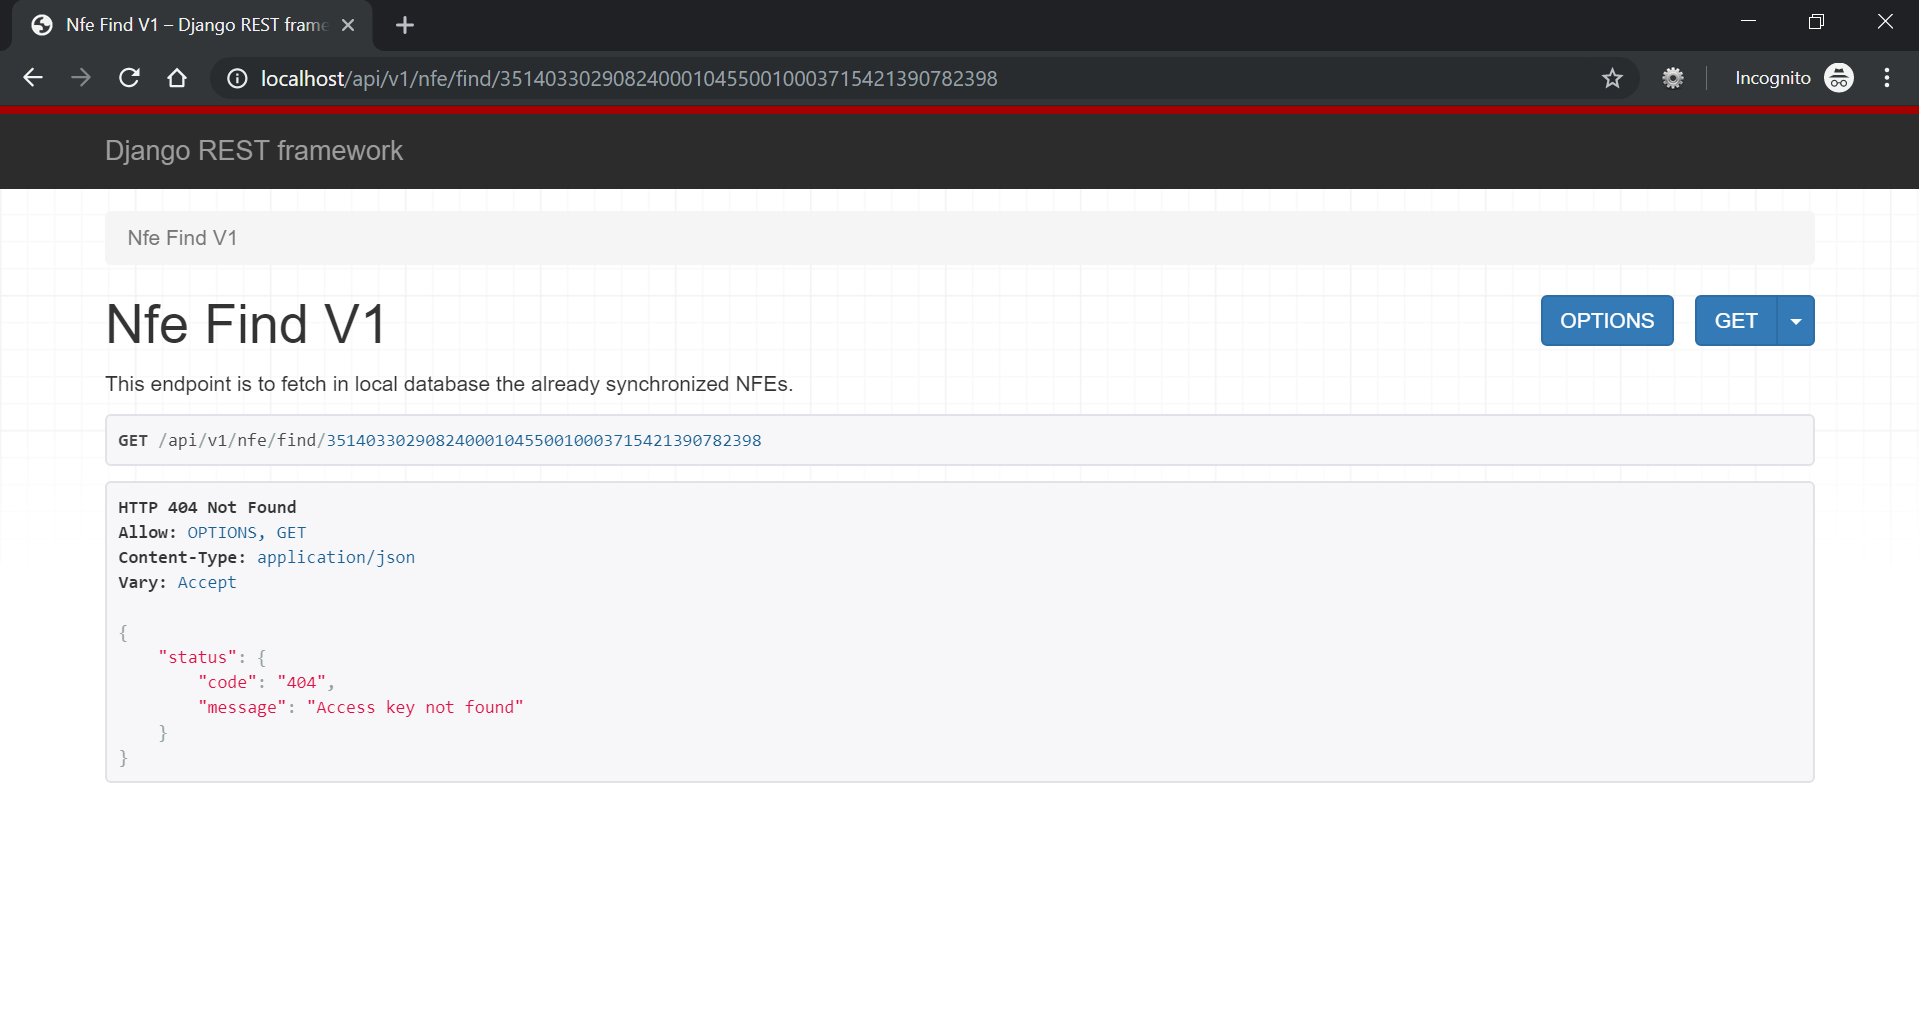 Nfe Find V1 – Django REST frame
localhost/api/v1/nfe/find/35140330290824000104550010003715421390782398
Incognito
Django REST framework
Nfe Find V1
Nfe Find V1
OPTIONS
GET
This endpoint is to fetch in local database the already synchronized NFEs.
GET /api/v1/nfe/find/35140330290824000104550010003715421390782398
HTTP 404 Not Found
Allow: OPTIONS, GET
Content-Type: application/json
Vary: Accept
{
"status": {
"code": "404",
"message": "Access key not found"
}
}